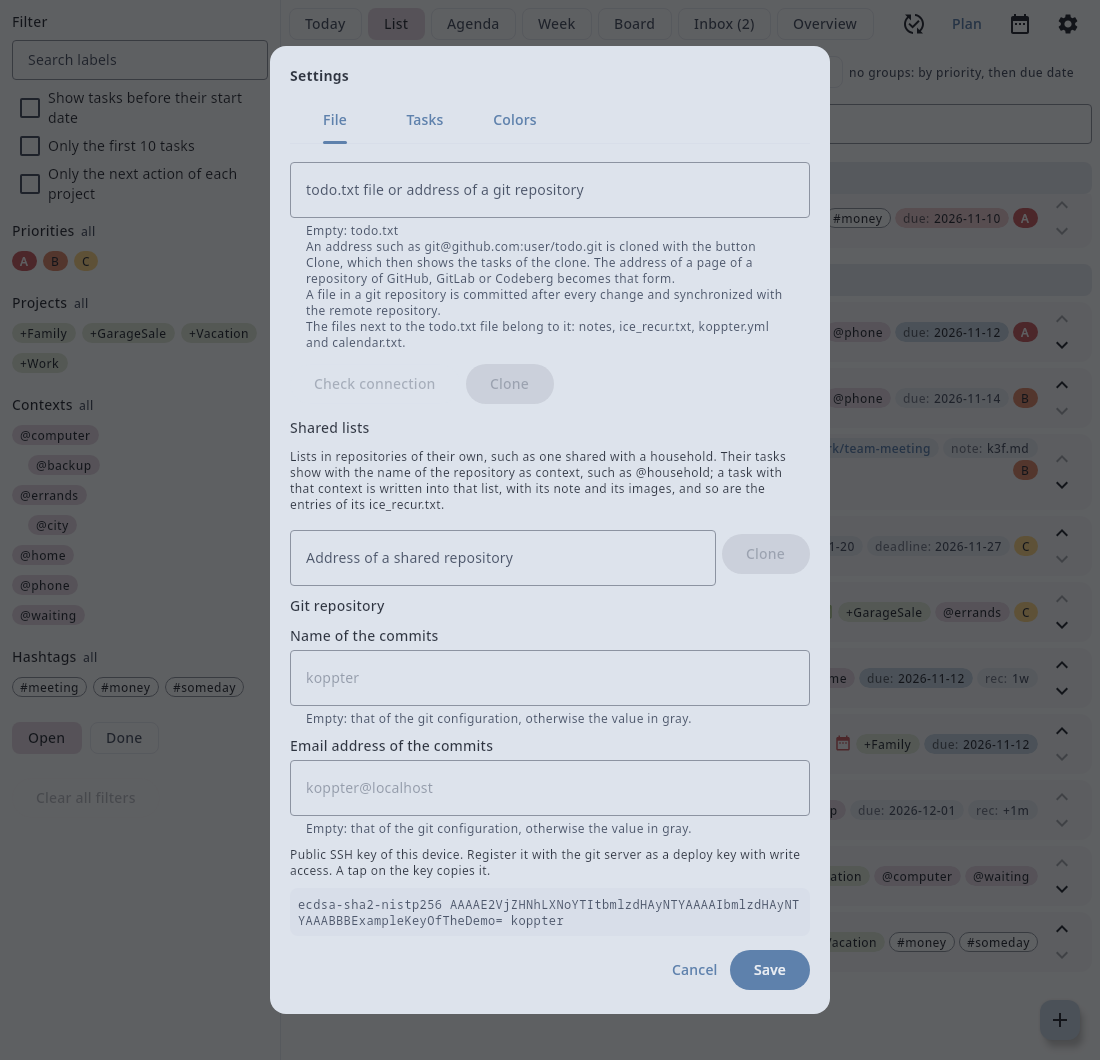 Filter
Search labels
Show tasks before their start
date
Only the first 10 tasks
Only the next action of each
project
Priorities all
A B C
Projects all
+Family +GarageSale +Vacation
+Work
Contexts all
@computer
@backup
@errands
@city
@home
@phone
@waiting
Hashtags all
#meeting #money #someday
Open Done
Clear all filters
Today List Agenda Week Board Inbox (2) Overview Plan
no groups: by priority, then due date
Settings
File Tasks Colors
todo.txt file or address of a git repository
Empty: todo.txt
An address such as git@github.com:user/todo.git is cloned with the button
Clone, which then shows the tasks of the clone. The address of a page of a
repository of GitHub, GitLab or Codeberg becomes that form.
A file in a git repository is committed after every change and synchronized with
the remote repository.
The files next to the todo.txt file belong to it: notes, ice_recur.txt, koppter.yml
and calendar.txt.
Check connection Clone
Shared lists
Lists in repositories of their own, such as one shared with a household. Their tasks
show with the name of the repository as context, such as @household; a task with
that context is written into that list, with its note and its images, and so are the
entries of its ice_recur.txt.
Address of a shared repository Clone
Git repository
Name of the commits
koppter
Empty: that of the git configuration, otherwise the value in gray.
Email address of the commits
koppter@localhost
Empty: that of the git configuration, otherwise the value in gray.
Public SSH key of this device. Register it with the git server as a deploy key with write
access. A tap on the key copies it.
ecdsa-sha2-nistp256 AAAAE2VjZHNhLXNoYTItbmlzdHAyNTYAAAAIbmlzdHAyNT
YAAABBBExampleKeyOfTheDemo= koppter
Cancel Save
#money due: 2026-11-10 A
@phone due: 2026-11-12 A
@phone due: 2026-11-14 B
rk/team-meeting note: k3f.md
B
1-20 deadline: 2026-11-27 C
+GarageSale @errands C
me due: 2026-11-12 rec: 1w
+Family due: 2026-11-12
p due: 2026-12-01 rec: +1m
ation @computer @waiting
acation #money #someday